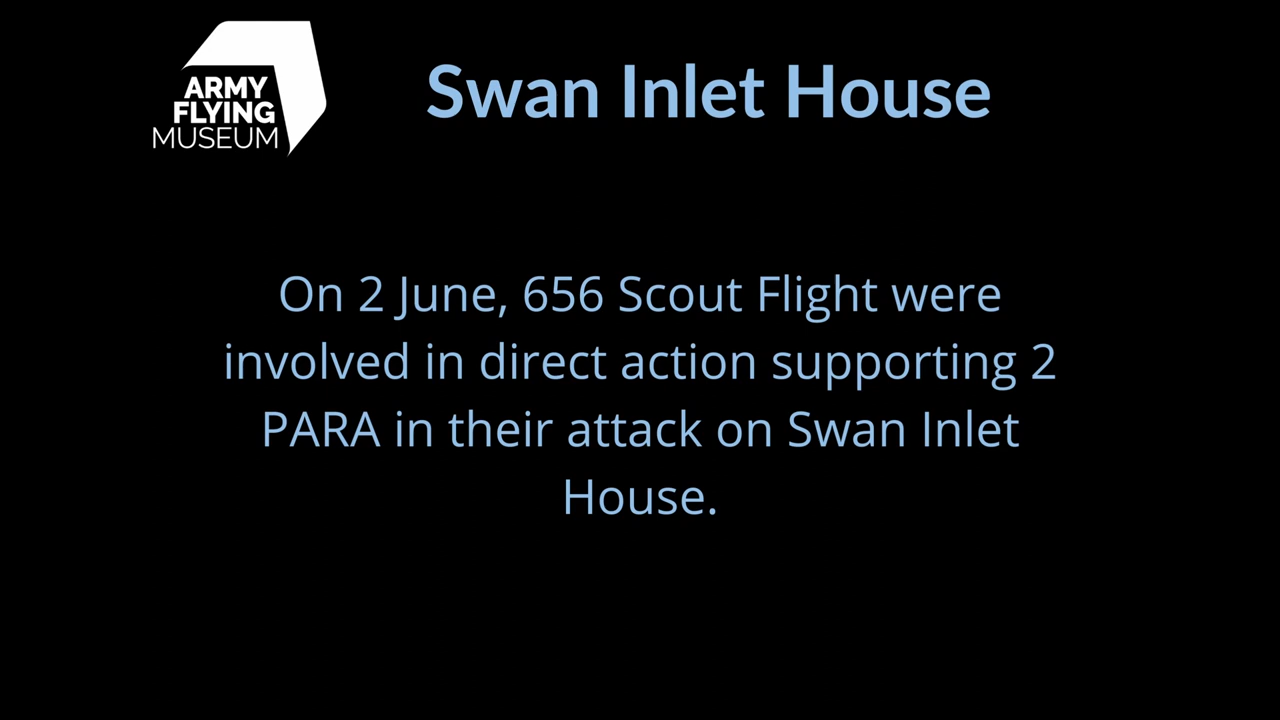 ARMY
FLYING
MUSEUM
Swan Inlet House
On 2 June, 656 Scout Flight were
involved in direct action supporting 2
PARA in their attack on Swan Inlet
House.